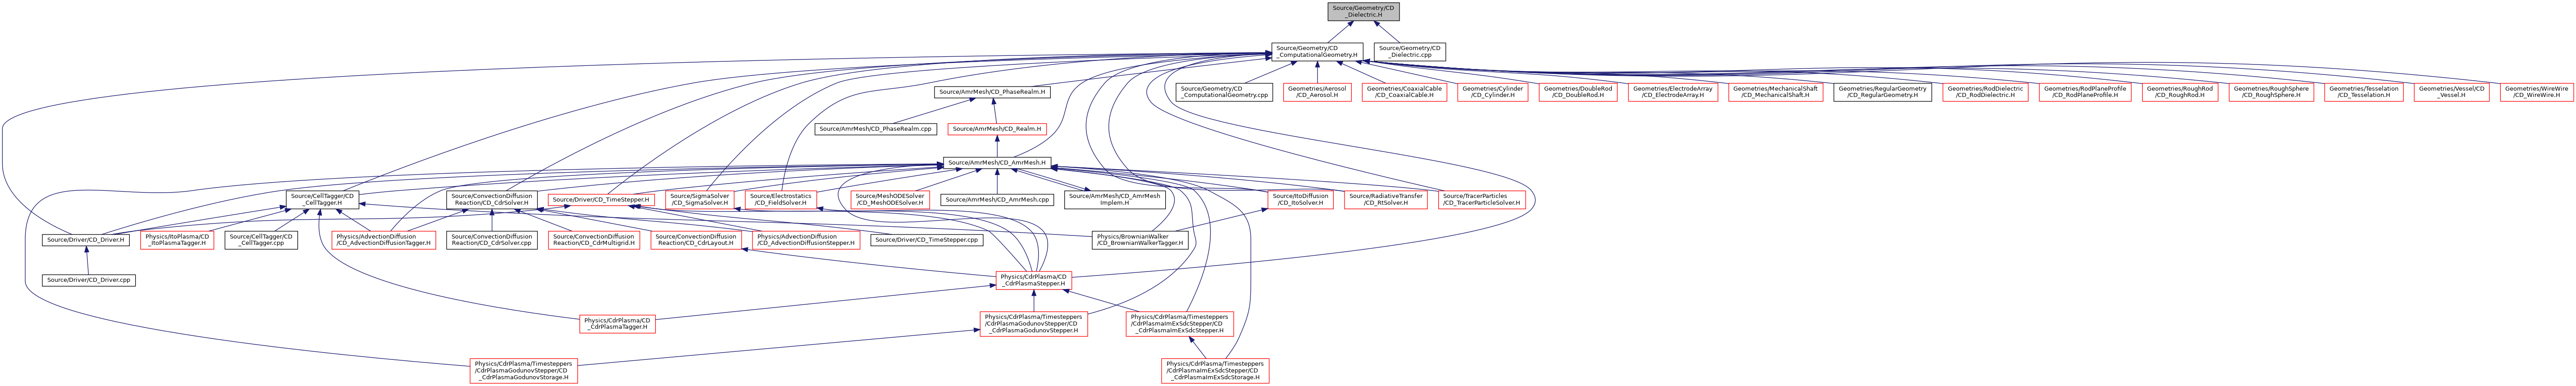 Source/Geometry/CD
_Dielectric.H
Source/Geometry/CD
_ComputationalGeometry.H
Source/Geometry/CD
_Dielectric.cpp
Source/AmrMesh/CD_PhaseRealm.H
Source/Geometry/CD
_ComputationalGeometry.cpp
Geometries/Aerosol
/CD_Aerosol.H
Geometries/CoaxialCable
/CD_CoaxialCable.H
Geometries/Cylinder
/CD_Cylinder.H
Geometries/DoubleRod
/CD_DoubleRod.H
Geometries/ElectrodeArray
/CD_ElectrodeArray.H
Geometries/MechanicalShaft
/CD_MechanicalShaft.H
Geometries/RegularGeometry
/CD_RegularGeometry.H
Geometries/RodDielectric
/CD_RodDielectric.H
Geometries/RodPlaneProfile
/CD_RodPlaneProfile.H
Geometries/RoughRod
/CD_RoughRod.H
Geometries/RoughSphere
/CD_RoughSphere.H
Geometries/Tesselation
/CD_Tesselation.H
Geometries/Vessel/CD
_Vessel.H
Geometries/WireWire
/CD_WireWire.H
Source/AmrMesh/CD_PhaseRealm.cpp
Source/AmrMesh/CD_Realm.H
Source/AmrMesh/CD_AmrMesh.H
Source/CellTagger/CD
_CellTagger.H
Source/ConvectionDiffusion
Reaction/CD_CdrSolver.H
Source/Driver/CD_TimeStepper.H
Source/SigmaSolver
/CD_SigmaSolver.H
Source/Electrostatics
/CD_FieldSolver.H
Source/MeshODESolver
/CD_MeshODESolver.H
Source/AmrMesh/CD_AmrMesh.cpp
Source/AmrMesh/CD_AmrMesh
Implem.H
Source/ItoDiffusion
/CD_ItoSolver.H
Source/RadiativeTransfer
/CD_RtSolver.H
Source/TracerParticles
/CD_TracerParticleSolver.H
Source/Driver/CD_Driver.H
Physics/ItoPlasma/CD
_ItoPlasmaTagger.H
Source/CellTagger/CD
_CellTagger.cpp
Physics/AdvectionDiffusion
/CD_AdvectionDiffusionTagger.H
Source/ConvectionDiffusion
Reaction/CD_CdrSolver.cpp
Source/ConvectionDiffusion
Reaction/CD_CdrMultigrid.H
Source/ConvectionDiffusion
Reaction/CD_CdrLayout.H
Physics/AdvectionDiffusion
/CD_AdvectionDiffusionStepper.H
Source/Driver/CD_TimeStepper.cpp
Physics/BrownianWalker
/CD_BrownianWalkerTagger.H
Source/Driver/CD_Driver.cpp
Physics/CdrPlasma/CD
_CdrPlasmaStepper.H
Physics/CdrPlasma/CD
_CdrPlasmaTagger.H
Physics/CdrPlasma/Timesteppers
/CdrPlasmaGodunovStepper/CD
_CdrPlasmaGodunovStepper.H
Physics/CdrPlasma/Timesteppers
/CdrPlasmaImExSdcStepper/CD
_CdrPlasmaImExSdcStepper.H
Physics/CdrPlasma/Timesteppers
/CdrPlasmaGodunovStepper/CD
_CdrPlasmaGodunovStorage.H
Physics/CdrPlasma/Timesteppers
/CdrPlasmaImExSdcStepper/CD
_CdrPlasmaImExSdcStorage.H